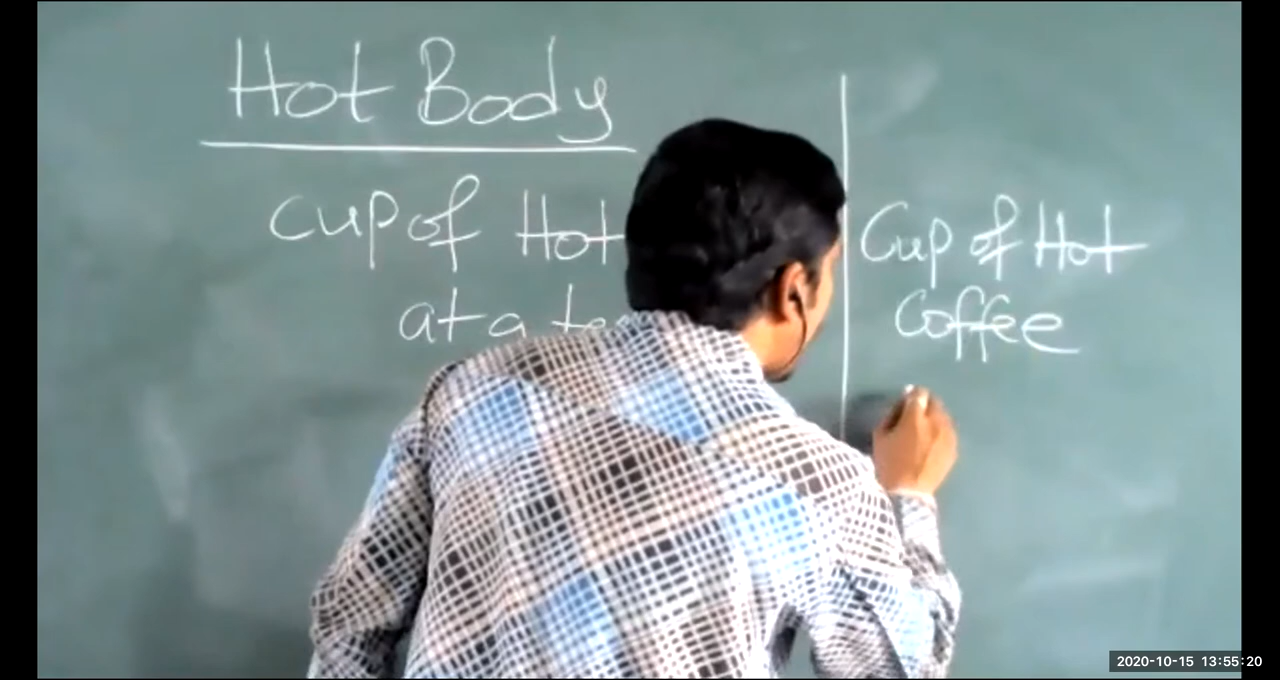 Hot Body
cup of Hot
at a
Cup of Hot
Coffee
2020-10-15 13:55:20